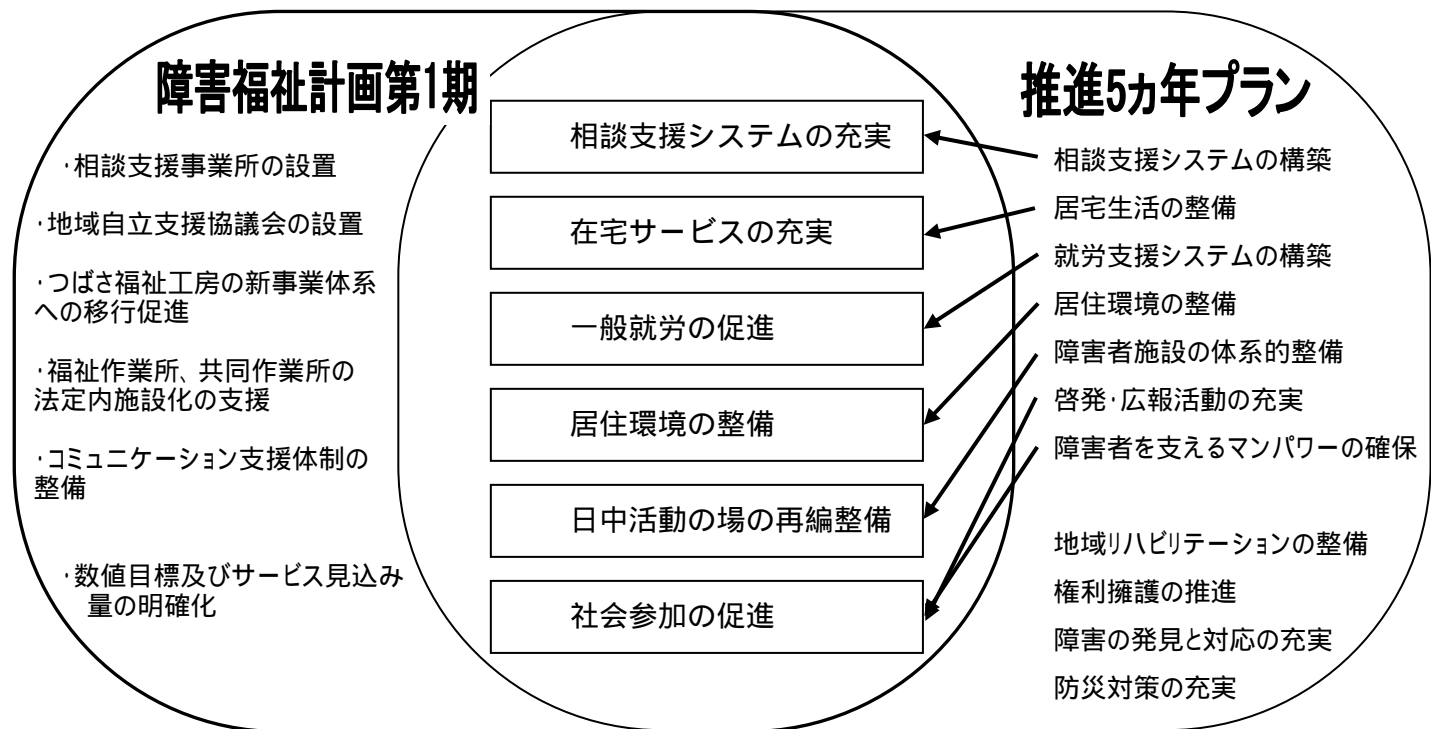 障害福祉計画第1期
・相談支援事業所の設置
・地域自立支援協議会の設置
・つばさ福祉工房の新事業体系
への移行促進
・福祉作業所、共同作業所の
法定内施設化の支援
・コミュニケーション支援体制の
整備
・数値目標及びサービス見込み
量の明確化
相談支援システムの充実
在宅サービスの充実
一般就労の促進
居住環境の整備
日中活動の場の再編整備
社会参加の促進
推進5ヵ年プラン
相談支援システムの構築
居宅生活の整備
就労支援システムの構築
居住環境の整備
障害者施設の体系的整備
啓発・広報活動の充実
障害者を支えるマンパワーの確保
地域リハビリテーションの整備
権利擁護の推進
障害の発見と対応の充実
防災対策の充実